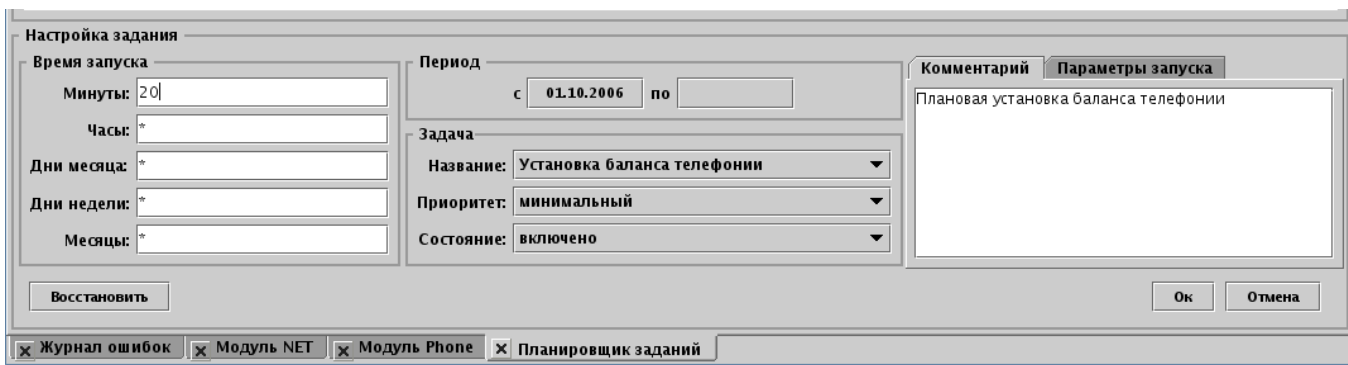 Настройка задания
Время запуска
Минуты: 20
Часы: *
Дни месяца: *
Дни недели: *
Месяцы: *
Период
с 01.10.2006 по
Задача
Название: Установка баланса телефонии
Приоритет: минимальный
Состояние: включено
Комментарий Параметры запуска
Плановая установка баланса телефонии
Восстановить Ок Отмена
Журнал ошибок Модуль NET Модуль Phone Планировщик заданий